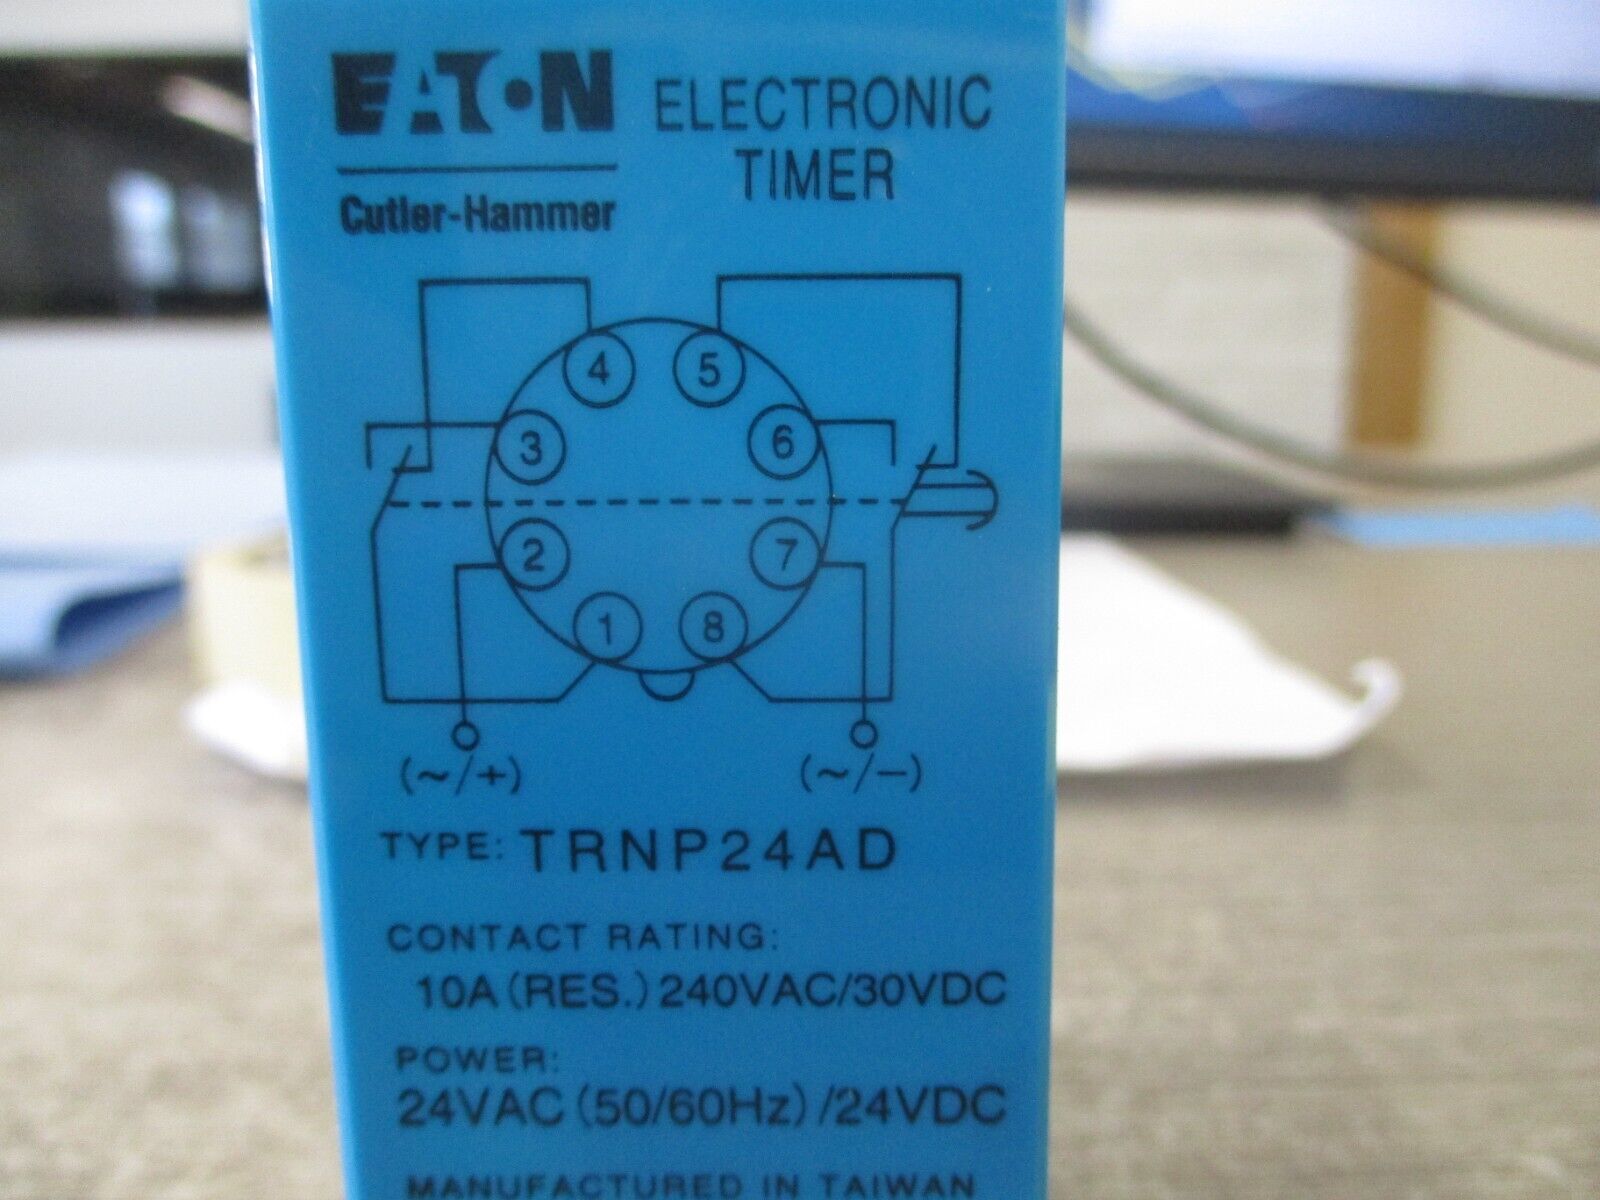 EATON
ELECTRONIC
TIMER
Cutler-Hammer
4 5
3 6
2 7
1 8
(~/+) (~/−)
TYPE: TRNP24AD
CONTACT RATING:
10A (RES.) 240VAC/30VDC
POWER:
24VAC (50/60Hz) /24VDC
MANUFACTURED IN TAIWAN